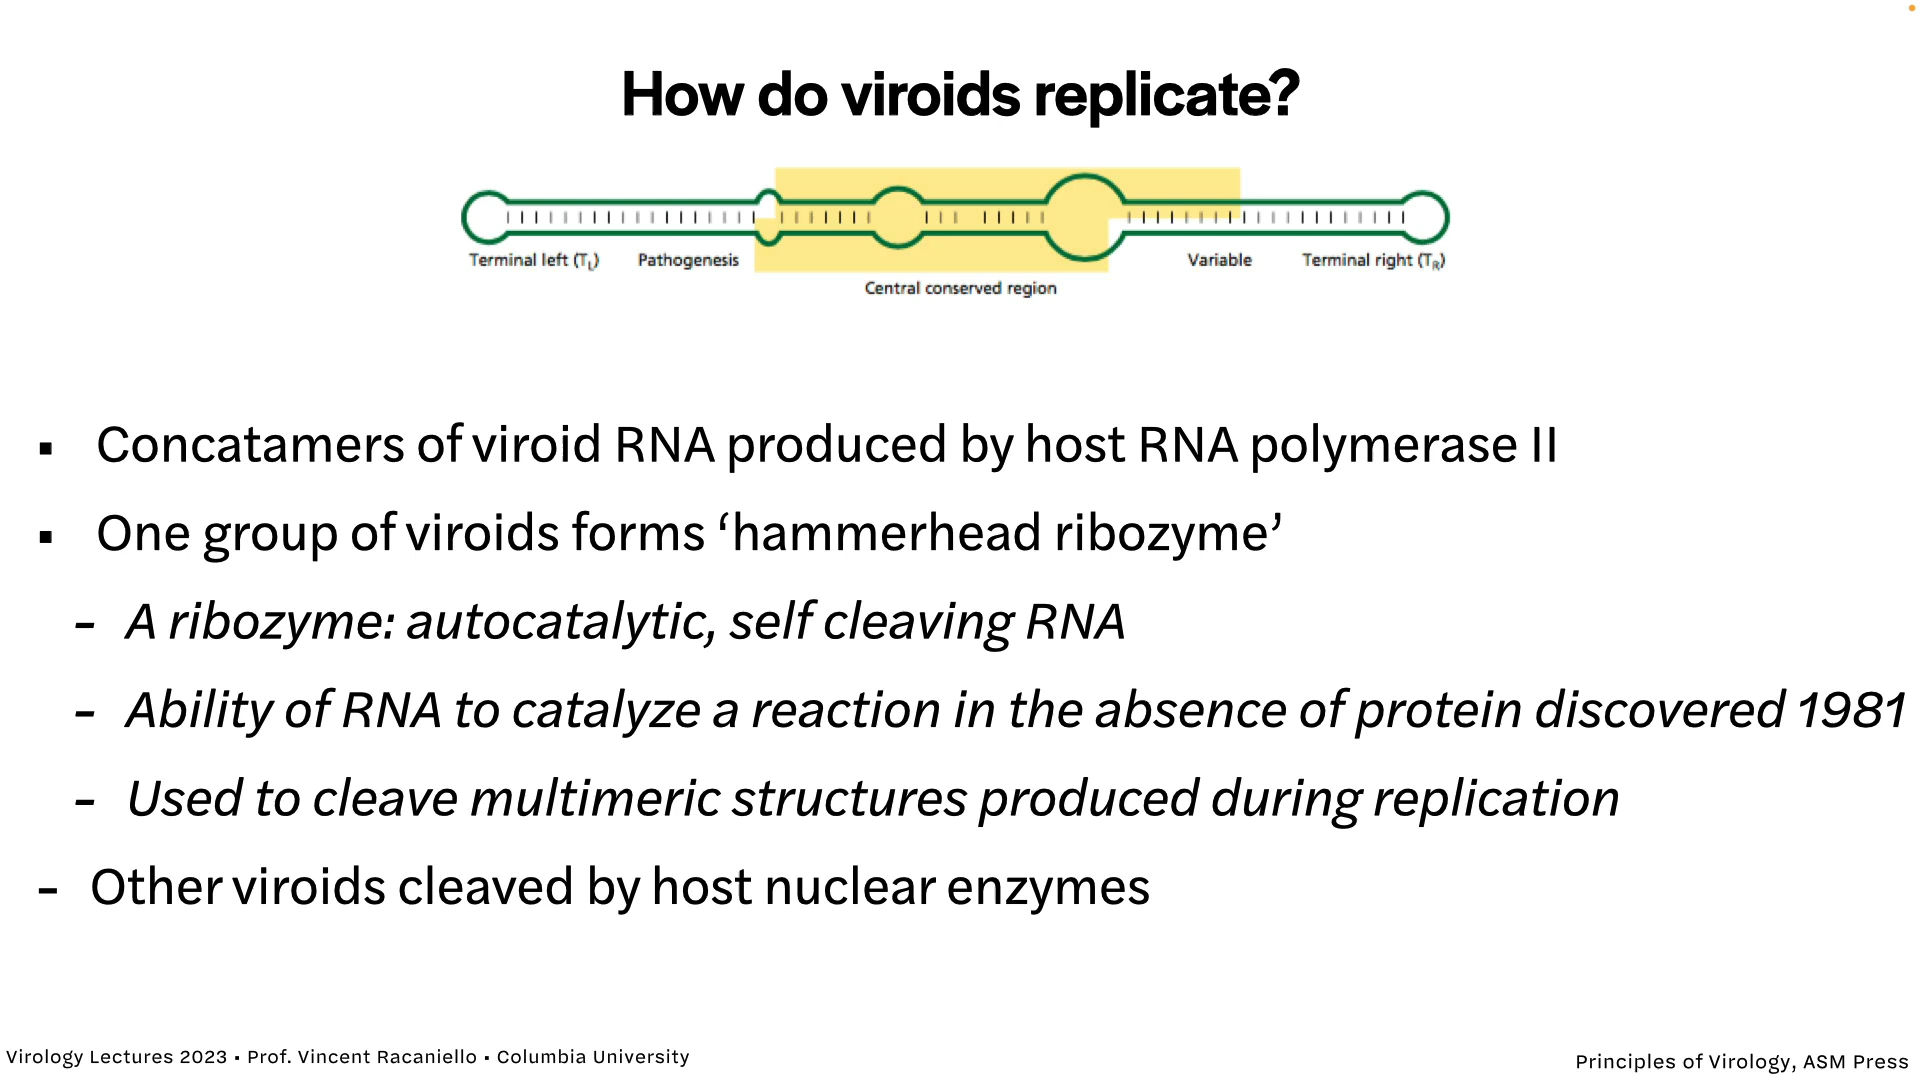 How do viroids replicate?
Terminal left (TL)
Pathogenesis
Variable
Terminal right (TR)
Central conserved region
▪ Concatamers of viroid RNA produced by host RNA polymerase II
▪ One group of viroids forms ‘hammerhead ribozyme’
- A ribozyme: autocatalytic, self cleaving RNA
- Ability of RNA to catalyze a reaction in the absence of protein discovered 1981
- Used to cleave multimeric structures produced during replication
- Other viroids cleaved by host nuclear enzymes
Virology Lectures 2023 • Prof. Vincent Racaniello • Columbia University
Principles of Virology, ASM Press